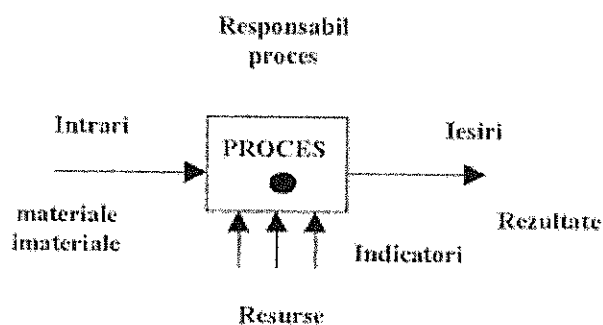 Responsabil
proces
Intrari
Iesiri
PROCES
materiale
imateriale
Rezultate
Indicatori
Resurse